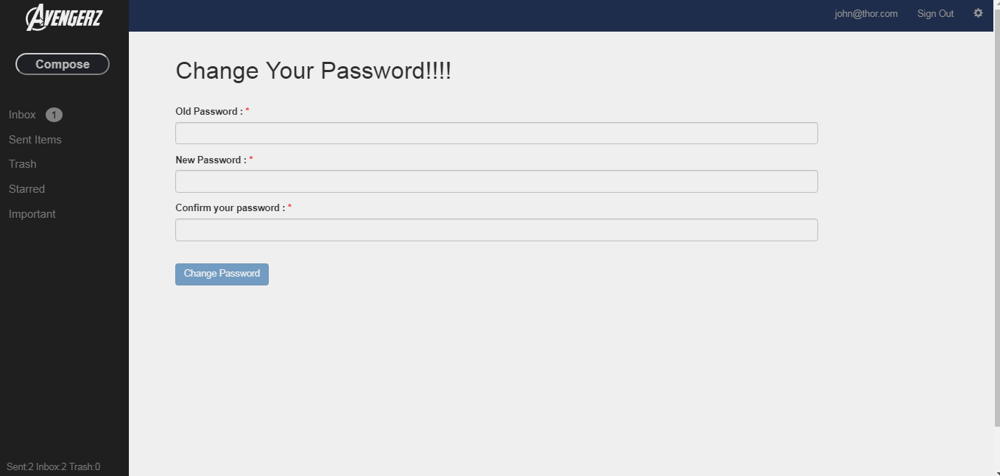 AVENGERZ
john@thor.com Sign Out
Compose
Change Your Password!!!!
Inbox 1
Sent Items
Trash
Starred
Important
Old Password : *
New Password : *
Confirm your password : *
Change Password
Sent:2 Inbox:2 Trash:0